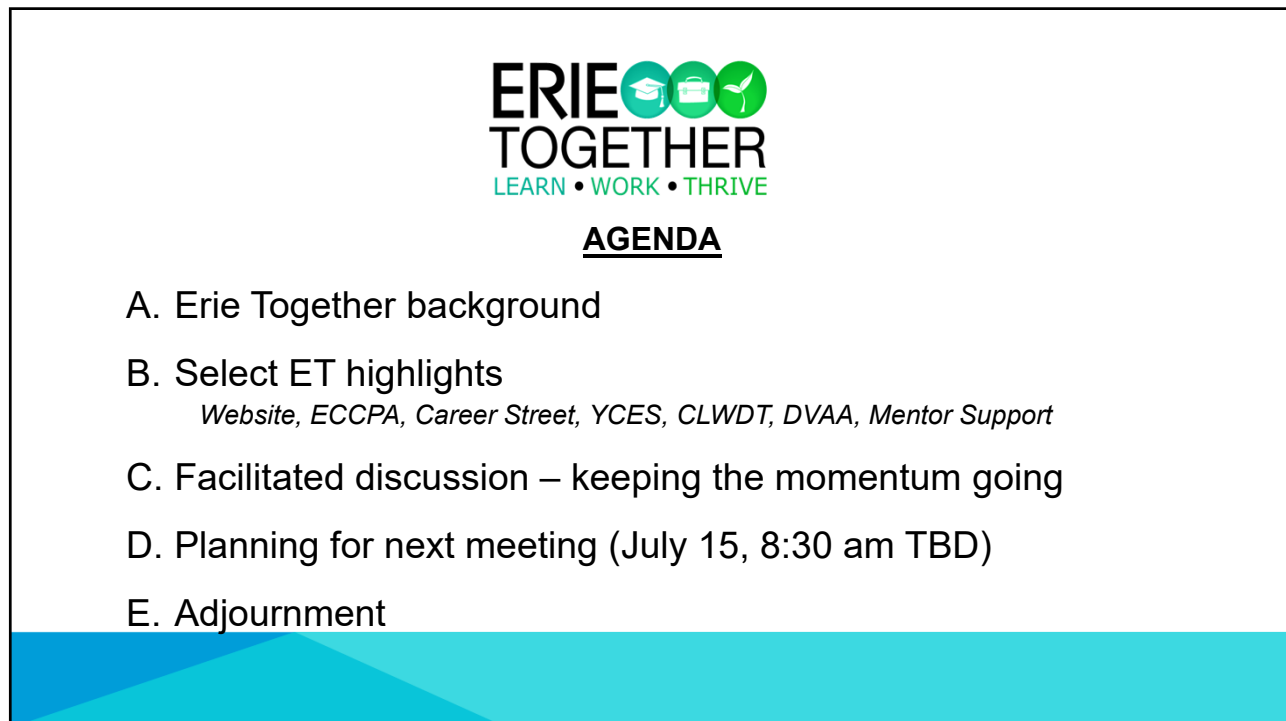 ERIE
TOGETHER
LEARN • WORK • THRIVE
AGENDA
A. Erie Together background
B. Select ET highlights
Website, ECCPA, Career Street, YCES, CLWDT, DVAA, Mentor Support
C. Facilitated discussion – keeping the momentum going
D. Planning for next meeting (July 15, 8:30 am TBD)
E. Adjournment